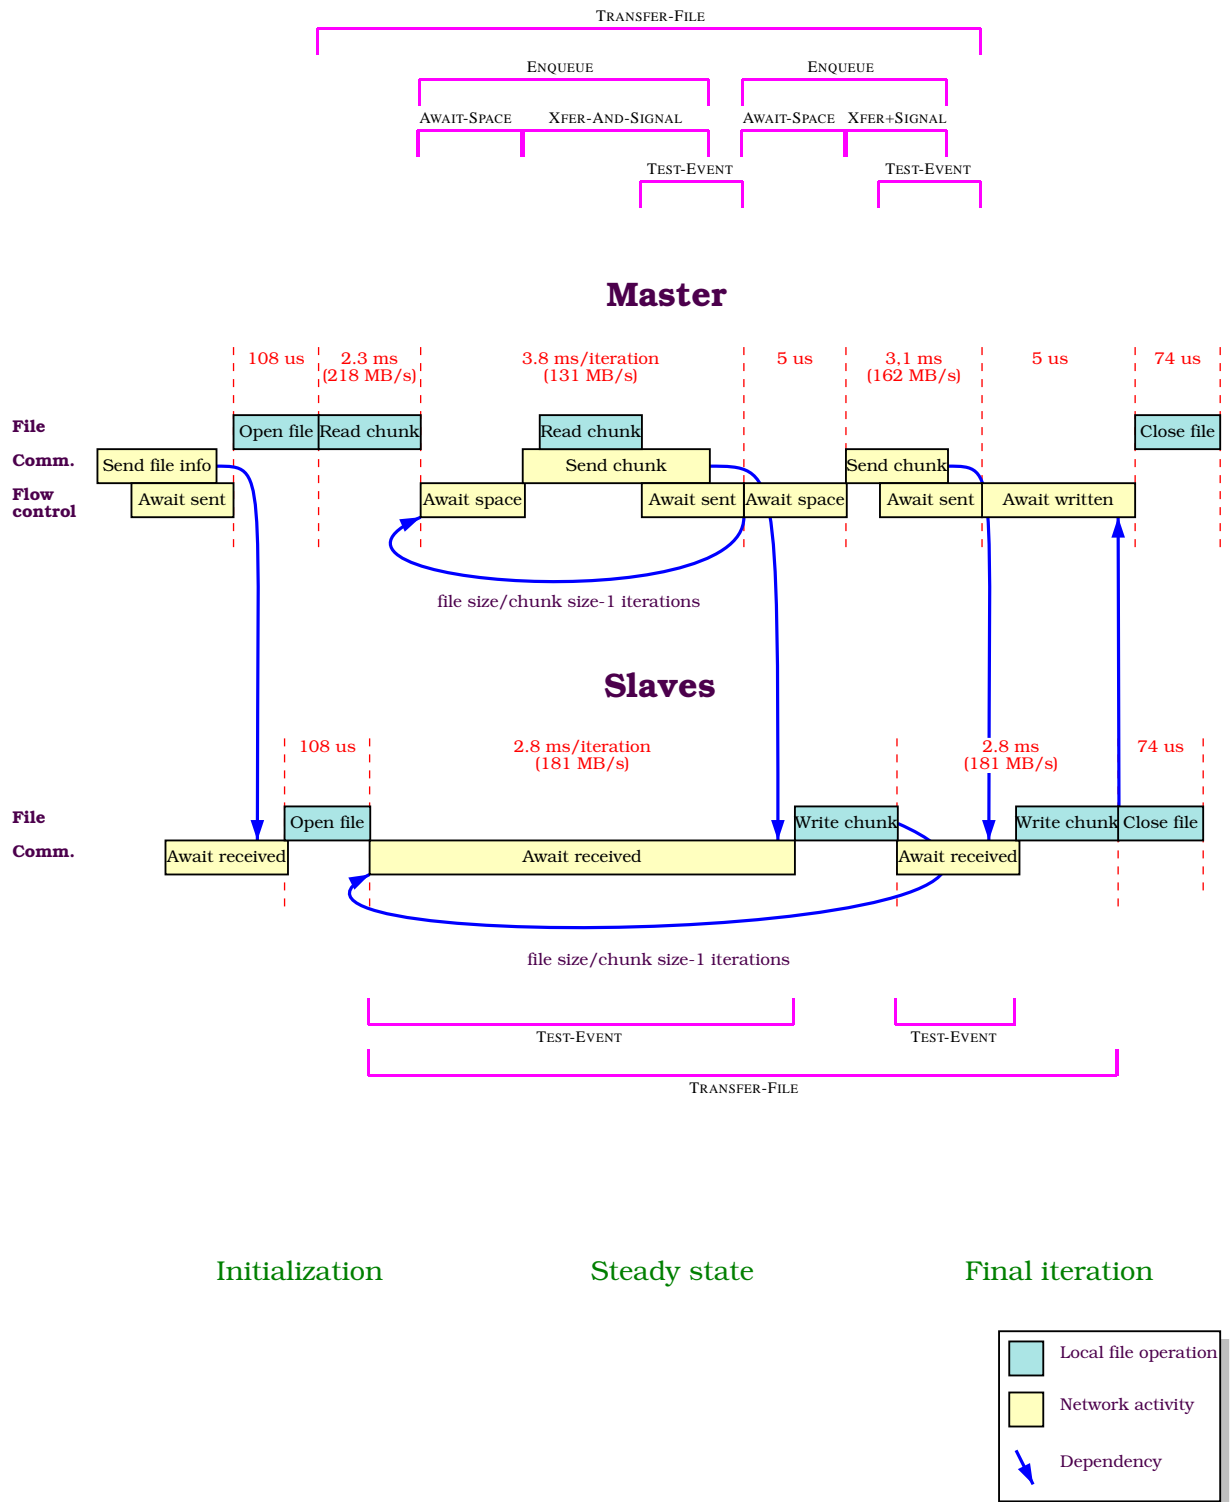 TRANSFER-FILE
ENQUEUE ENQUEUE
AWAIT-SPACE XFER-AND-SIGNAL AWAIT-SPACE XFER+SIGNAL
TEST-EVENT TEST-EVENT
Master
108 us 2.3 ms 3.8 ms/iteration 5 us 3,1 ms 5 us 74 us
(218 MB/s) (131 MB/s) (162 MB/s)
File Open file Read chunk Read chunk Close file
Comm. Send file info Send chunk Send chunk
Flow Await sent Await space Await sent Await space Await sent Await written
control
file size/chunk size-1 iterations
Slaves
108 us 2.8 ms/iteration 2.8 ms 74 us
(181 MB/s) (181 MB/s)
File Open file Write chunk Write chunk Close file
Comm. Await received Await received Await received
file size/chunk size-1 iterations
TEST-EVENT TEST-EVENT
TRANSFER-FILE
Initialization Steady state Final iteration
Local file operation
Network activity
Dependency